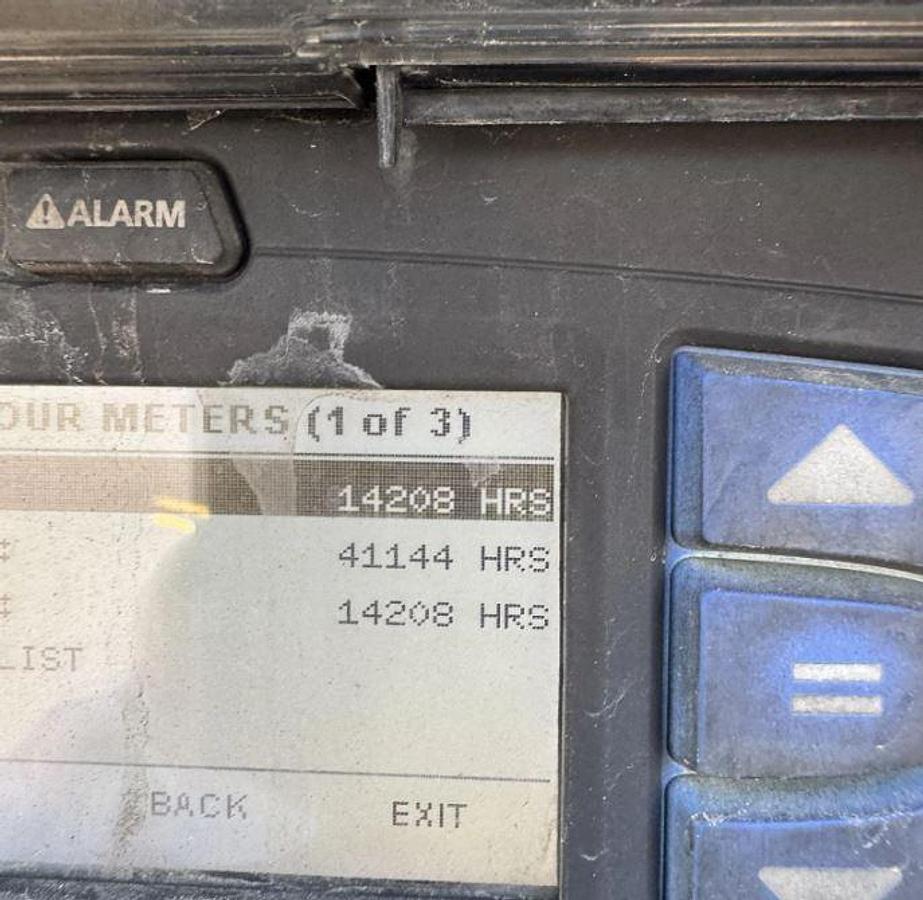 ALARM
OUR METERS (1 of 3)
14208 HRS
41144 HRS
14208 HRS
LIST
=
BACK
EXIT